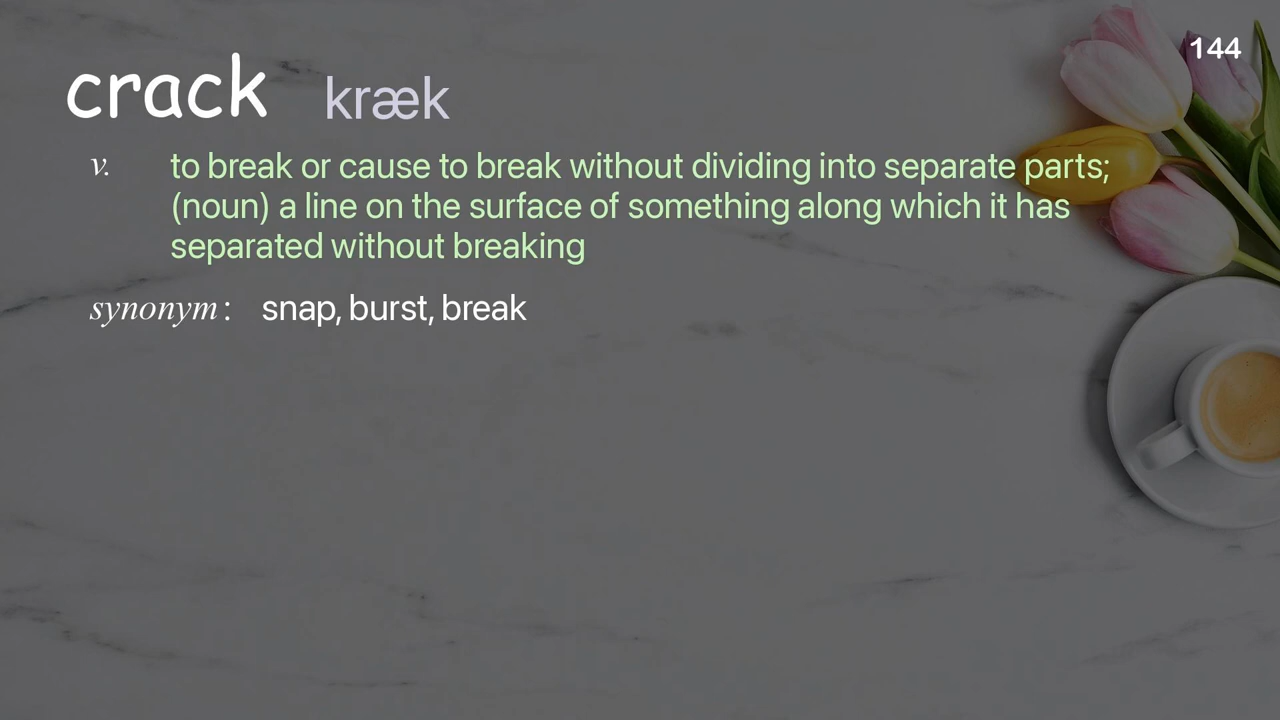 144
crack kræk
v. to break or cause to break without dividing into separate parts;
(noun) a line on the surface of something along which it has
separated without breaking
synonym: snap, burst, break